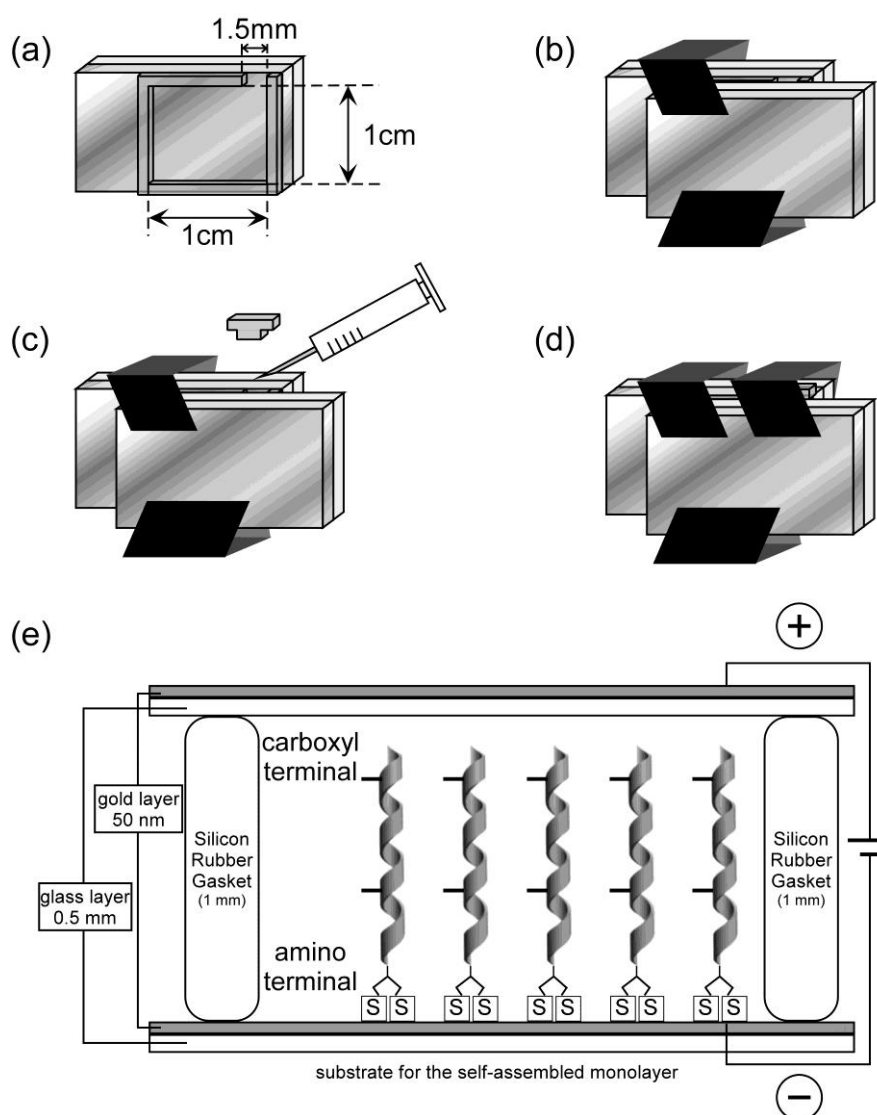 (a)
1.5mm
1cm
1cm
(b)
(c)
(d)
(e)
+
carboxyl
terminal
gold layer
50 nm
glass layer
0.5 mm
Silicon
Rubber
Gasket
(1 mm)
Silicon
Rubber
Gasket
(1 mm)
amino
terminal
S S S S S S S S S S
substrate for the self-assembled monolayer
−